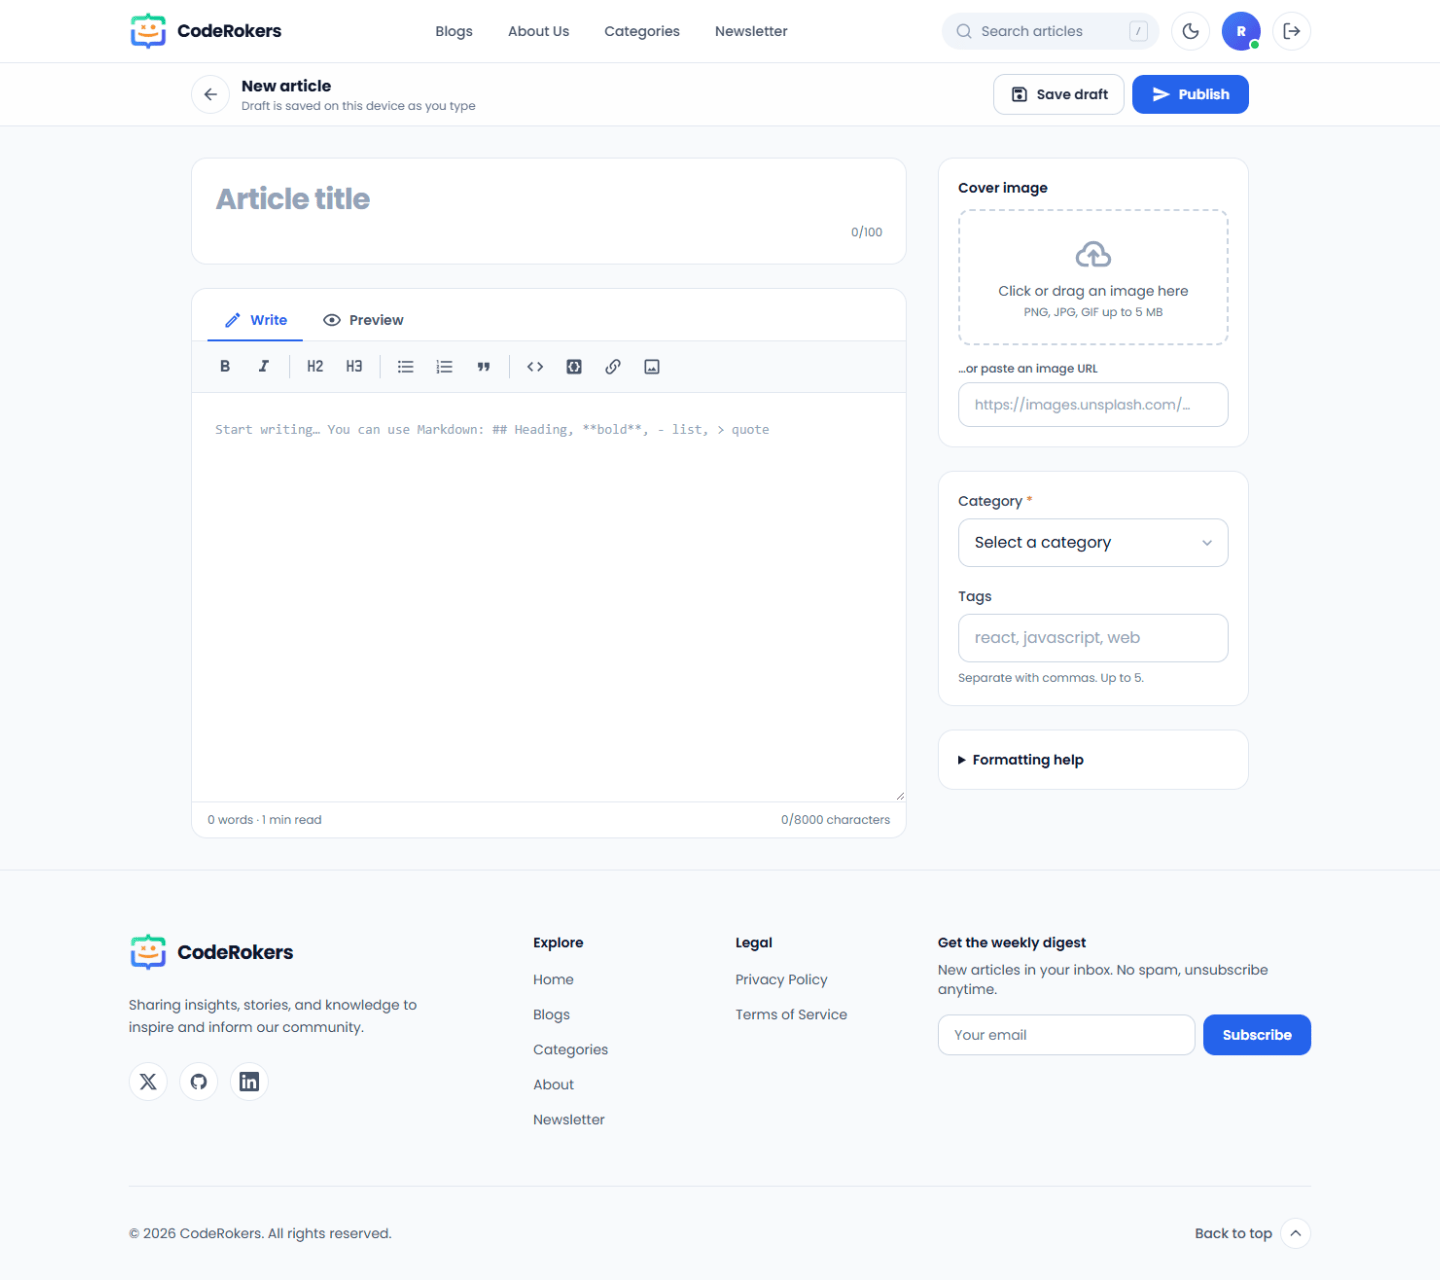 CodeRokers
Blogs
About Us
Categories
Newsletter
Search articles
/
R
New article
Draft is saved on this device as you type
Save draft
Publish
Article title
0/100
Write
Preview
B
I
H2
H3
Start writing… You can use Markdown: ## Heading, **bold**, - list, > quote
0 words · 1 min read
0/8000 characters
Cover image
Click or drag an image here
PNG, JPG, GIF up to 5 MB
…or paste an image URL
https://images.unsplash.com/…
Category *
Select a category
Tags
react, javascript, web
Separate with commas. Up to 5.
Formatting help
CodeRokers
Sharing insights, stories, and knowledge to
inspire and inform our community.
Explore
Home
Blogs
Categories
About
Newsletter
Legal
Privacy Policy
Terms of Service
Get the weekly digest
New articles in your inbox. No spam, unsubscribe
anytime.
Your email
Subscribe
© 2026 CodeRokers. All rights reserved.
Back to top